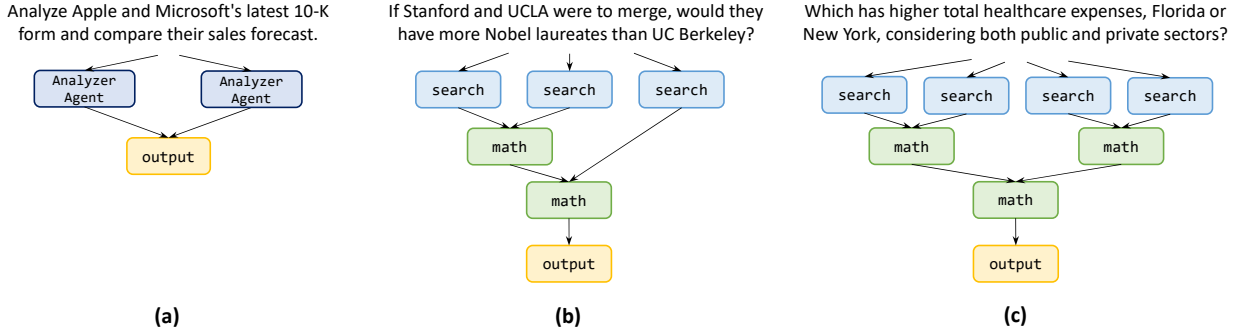 Analyze Apple and Microsoft's latest 10-K
form and compare their sales forecast.
Analyzer
Agent
Analyzer
Agent
output
(a)
If Stanford and UCLA were to merge, would they
have more Nobel laureates than UC Berkeley?
search
search
search
math
math
output
(b)
Which has higher total healthcare expenses, Florida or
New York, considering both public and private sectors?
search
search
search
search
math
math
math
output
(c)